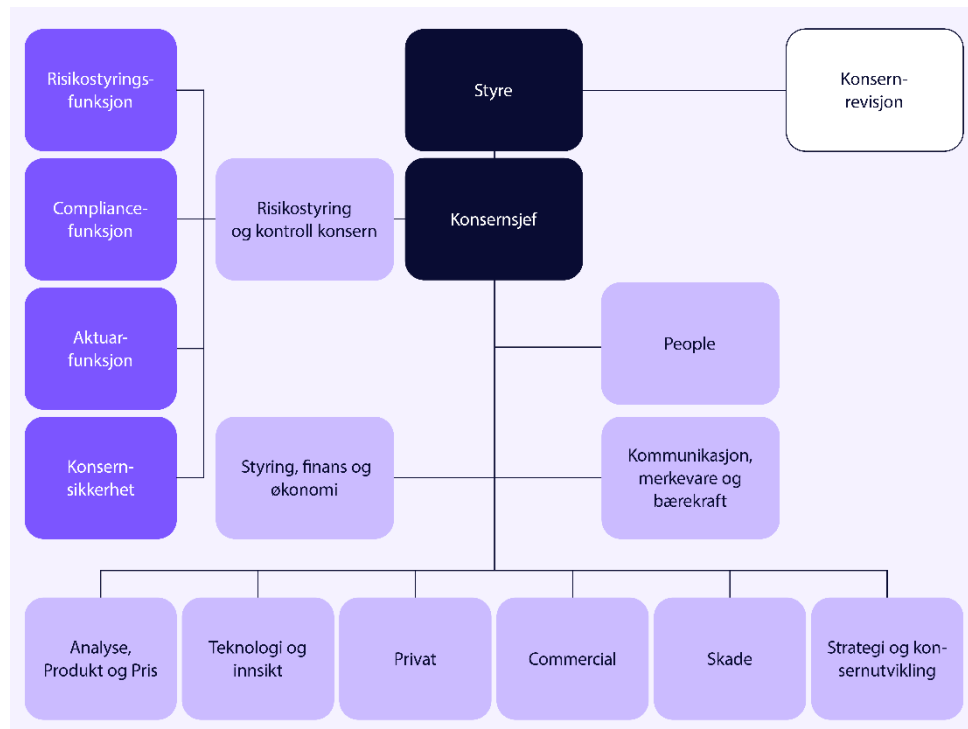 Risikostyrings-
funksjon
Styre
Konsern-
revisjon
Compliance-
funksjon
Risikostyring
og kontroll konsern
Konsernsjef
Aktuar-
funksjon
People
Konsern-
sikkerhet
Styring, finans og
økonomi
Kommunikasjon,
merkevare og
bærekraft
Analyse,
Produkt og Pris
Teknologi og
innsikt
Privat
Commercial
Skade
Strategi og kon-
sernutvikling